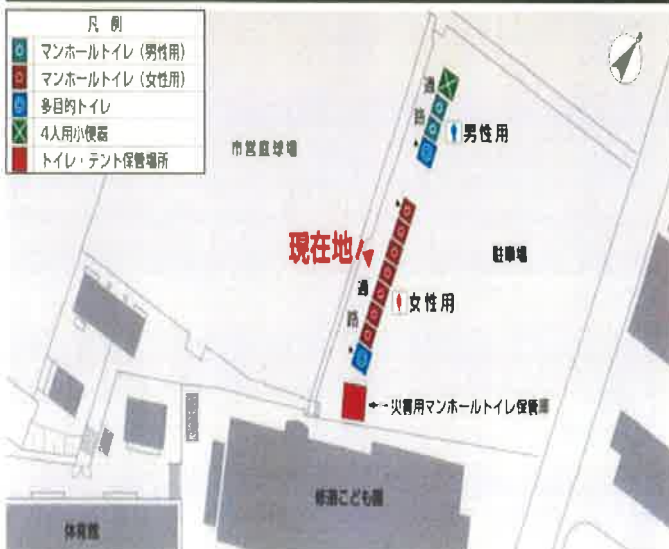 凡例
マンホールトイレ（男性用）
マンホールトイレ（女性用）
多目的トイレ
4人用小便器
トイレ・テント保管場所
市営庭球場
通路
男性用
現在地
駐車場
通路
女性用
災害用マンホールトイレ保管庫
こども園
体育館